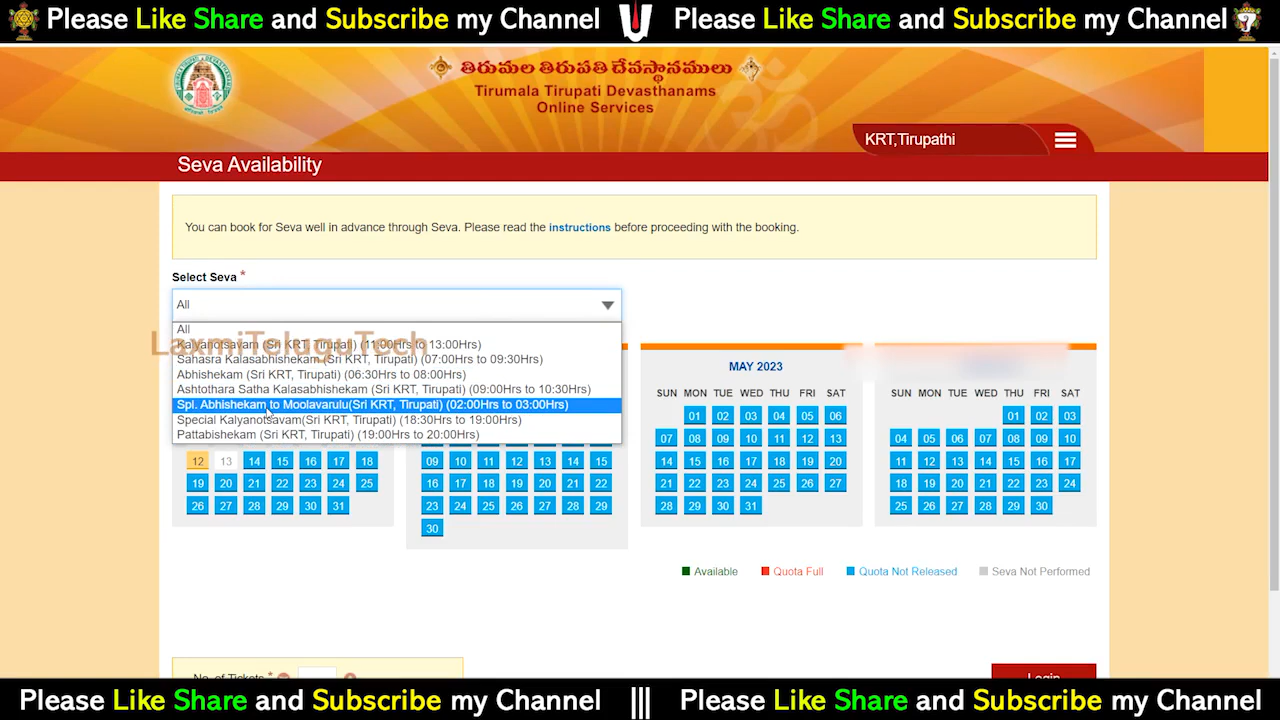 Please Like Share and Subscribe my Channel
Please Like Share and Subscribe my Channel
తిరుమల తిరుపతి దేవస్థానములు
Tirumala Tirupati Devasthanams
Online Services
KRT,Tirupathi
Seva Availability
You can book for Seva well in advance through Seva. Please read the instructions before proceeding with the booking.
Select Seva *
All
All
LaxmiTeluguTech
Kalyanotsavam (Sri KRT, Tirupati) (11:00Hrs to 13:00Hrs)
Sahasra Kalasabhishekam (Sri KRT, Tirupati) (07:00Hrs to 09:30Hrs)
Abhishekam (Sri KRT, Tirupati) (06:30Hrs to 08:00Hrs)
Ashtothara Satha Kalasabhishekam (Sri KRT, Tirupati) (09:00Hrs to 10:30Hrs)
Spl. Abhishekam to Moolavarulu(Sri KRT, Tirupati) (02:00Hrs to 03:00Hrs)
Special Kalyanotsavam(Sri KRT, Tirupati) (18:30Hrs to 19:00Hrs)
Pattabishekam (Sri KRT, Tirupati) (19:00Hrs to 20:00Hrs)
12 13 14 15 16 17 18
19 20 21 22 23 24 25
26 27 28 29 30 31
09 10 11 12 13 14 15
16 17 18 19 20 21 22
23 24 25 26 27 28 29
30
MAY 2023
SUN MON TUE WED THU FRI SAT
01 02 03 04 05 06
07 08 09 10 11 12 13
14 15 16 17 18 19 20
21 22 23 24 25 26 27
28 29 30 31
SUN MON TUE WED THU FRI SAT
01 02 03
04 05 06 07 08 09 10
11 12 13 14 15 16 17
18 19 20 21 22 23 24
25 26 27 28 29 30
Available Quota Full Quota Not Released Seva Not Performed
No. of Tickets *
Login
Please Like Share and Subscribe my Channel ||| Please Like Share and Subscribe my Channel